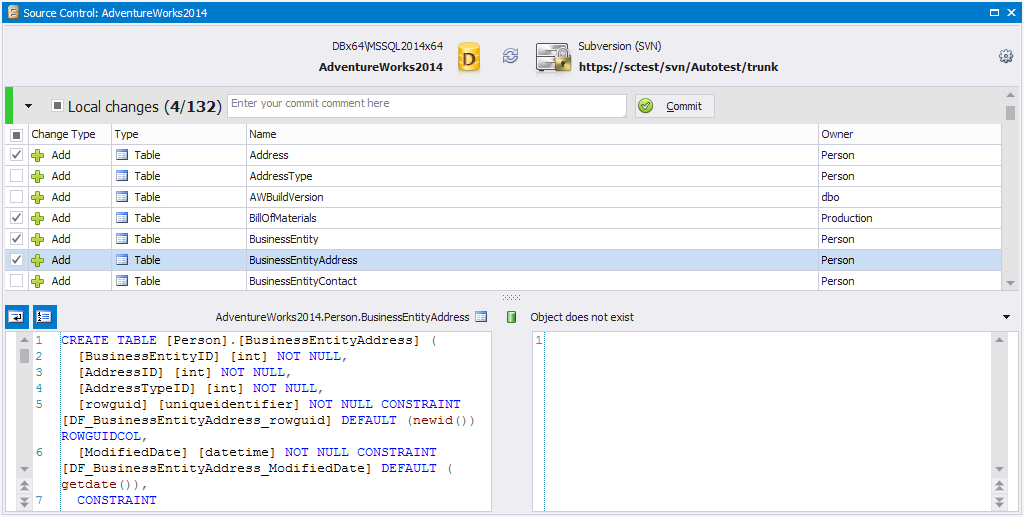 Source Control: AdventureWorks2014
DBx64\MSSQL2014x64
AdventureWorks2014
Subversion (SVN)
https://sctest/svn/Autotest/trunk
Local changes (4/132) Enter your commit comment here Commit
Change Type Type Name Owner
Add Table Address Person
Add Table AddressType Person
Add Table AWBuildVersion dbo
Add Table BillOfMaterials Production
Add Table BusinessEntity Person
Add Table BusinessEntityAddress Person
Add Table BusinessEntityContact Person
AdventureWorks2014.Person.BusinessEntityAddress Object does not exist
1 CREATE TABLE [Person].[BusinessEntityAddress] (
2 [BusinessEntityID] [int] NOT NULL,
3 [AddressID] [int] NOT NULL,
4 [AddressTypeID] [int] NOT NULL,
5 [rowguid] [uniqueidentifier] NOT NULL CONSTRAINT
[DF_BusinessEntityAddress_rowguid] DEFAULT (newid())
ROWGUIDCOL,
6 [ModifiedDate] [datetime] NOT NULL CONSTRAINT
[DF_BusinessEntityAddress_ModifiedDate] DEFAULT (
getdate()),
7 CONSTRAINT
1